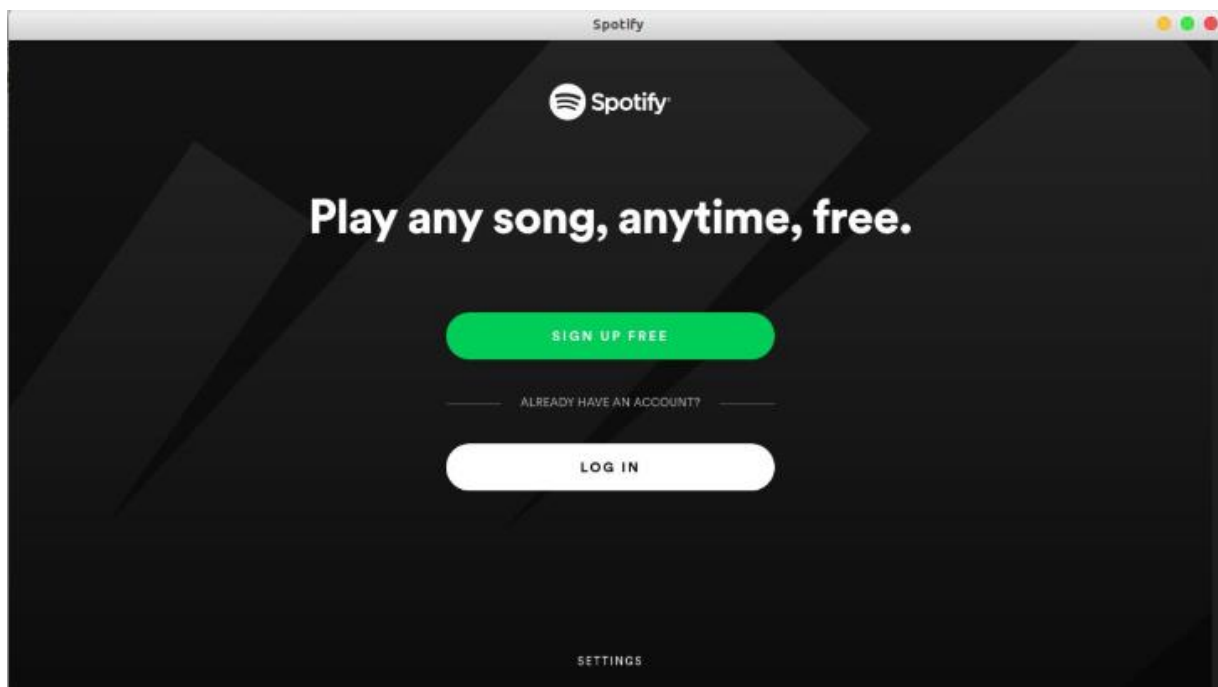 Spotify
Spotify
Play any song, anytime, free.
SIGN UP FREE
ALREADY HAVE AN ACCOUNT?
LOG IN
SETTINGS